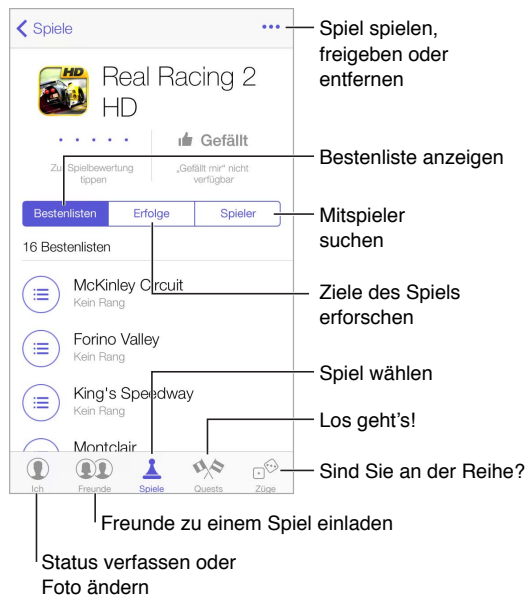 Spiele
Spiel spielen,
freigeben oder
entfernen
HD
Real Racing 2
HD
Gefällt
Zur Spielbewertung
tippen
„Gefällt mir“ nicht
verfügbar
Bestenliste anzeigen
Bestenlisten
Erfolge
Spieler
Mitspieler
suchen
16 Bestenlisten
McKinley Circuit
Kein Rang
Ziele des Spiels
erforschen
Forino Valley
Kein Rang
Spiel wählen
King's Speedway
Kein Rang
Los geht's!
Montclair
Ich
Freunde
Spiele
Quests
Züge
Sind Sie an der Reihe?
Freunde zu einem Spiel einladen
Status verfassen oder
Foto ändern